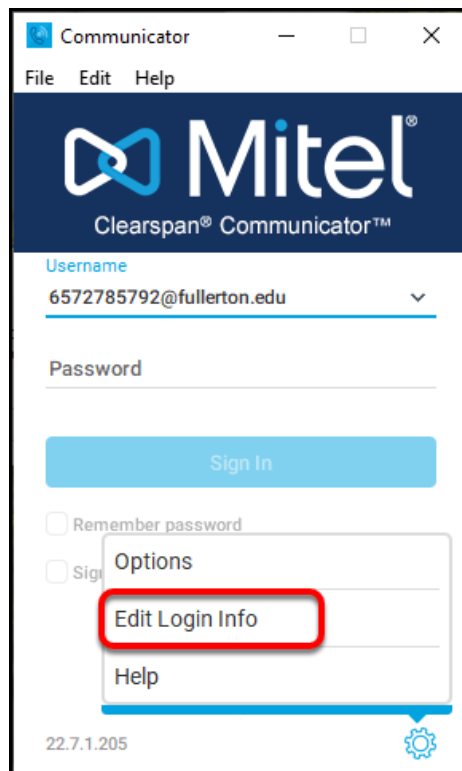 Communicator
File Edit Help
Mitel®
Clearspan® Communicator™
Username
6572785792@fullerton.edu
Password
Sign In
Remember password
Options
Edit Login Info
Help
22.7.1.205